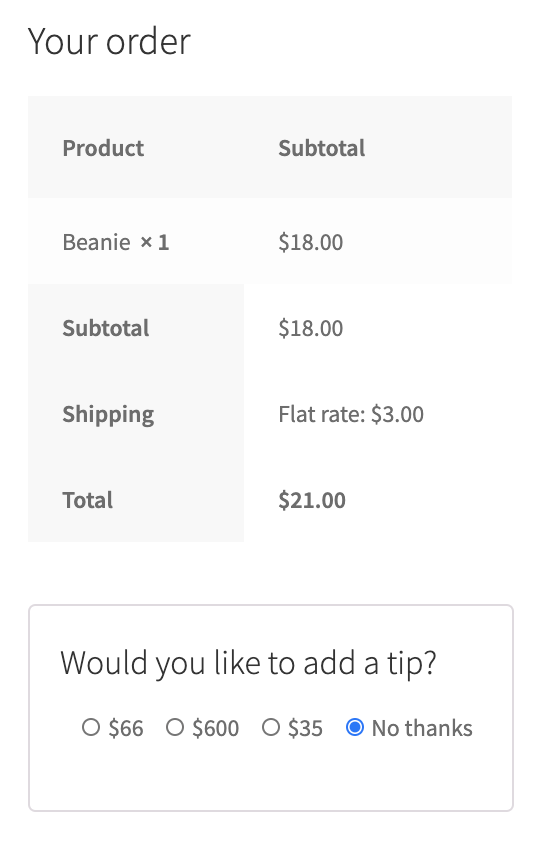 Your order
Product Subtotal
Beanie × 1 $18.00
Subtotal $18.00
Shipping Flat rate: $3.00
Total $21.00
Would you like to add a tip?
$66 $600 $35 No thanks